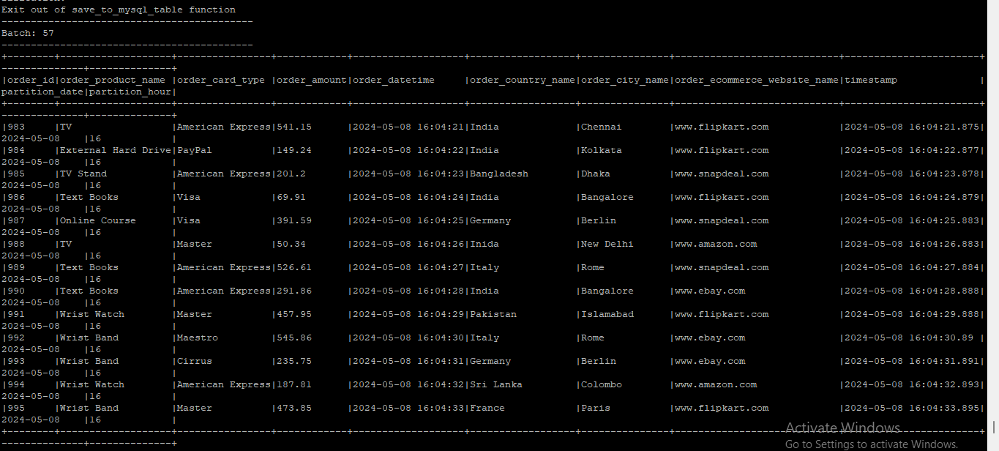 Exit out of save_to_mysql_table function
-------------------------------------------
Batch: 57
-------------------------------------------
+--------+-------------------+----------------+------------+-------------------+------------------+---------------+----------------------------+-----------------------+
--------------+--------------+
|order_id|order_product_name |order_card_type |order_amount|order_datetime     |order_country_name|order_city_name|order_ecommerce_website_name|timestamp              |
partition_date|partition_hour|
+--------+-------------------+----------------+------------+-------------------+------------------+---------------+----------------------------+-----------------------+
--------------+--------------+
|983     |TV                 |American Express|541.15      |2024-05-08 16:04:21|India             |Chennai        |www.flipkart.com            |2024-05-08 16:04:21.875|
2024-05-08    |16            |
|984     |External Hard Drive|PayPal          |149.24      |2024-05-08 16:04:22|India             |Kolkata        |www.flipkart.com            |2024-05-08 16:04:22.877|
2024-05-08    |16            |
|985     |TV Stand           |American Express|201.2       |2024-05-08 16:04:23|Bangladesh        |Dhaka          |www.snapdeal.com            |2024-05-08 16:04:23.878|
2024-05-08    |16            |
|986     |Text Books         |Visa            |69.91       |2024-05-08 16:04:24|India             |Bangalore      |www.flipkart.com            |2024-05-08 16:04:24.879|
2024-05-08    |16            |
|987     |Online Course      |Visa            |391.59      |2024-05-08 16:04:25|Germany           |Berlin         |www.snapdeal.com            |2024-05-08 16:04:25.883|
2024-05-08    |16            |
|988     |TV                 |Master          |50.34       |2024-05-08 16:04:26|Inida             |New Delhi      |www.amazon.com              |2024-05-08 16:04:26.883|
2024-05-08    |16            |
|989     |Text Books         |American Express|526.61      |2024-05-08 16:04:27|Italy             |Rome           |www.snapdeal.com            |2024-05-08 16:04:27.884|
2024-05-08    |16            |
|990     |Text Books         |American Express|291.86      |2024-05-08 16:04:28|India             |Bangalore      |www.ebay.com                |2024-05-08 16:04:28.888|
2024-05-08    |16            |
|991     |Wrist Watch        |Master          |457.95      |2024-05-08 16:04:29|Pakistan          |Islamabad      |www.flipkart.com            |2024-05-08 16:04:29.888|
2024-05-08    |16            |
|992     |Wrist Band         |Maestro         |545.86      |2024-05-08 16:04:30|Italy             |Rome           |www.ebay.com                |2024-05-08 16:04:30.89 |
2024-05-08    |16            |
|993     |Wrist Band         |Cirrus          |235.75      |2024-05-08 16:04:31|Germany           |Berlin         |www.ebay.com                |2024-05-08 16:04:31.891|
2024-05-08    |16            |
|994     |Wrist Watch        |American Express|187.81      |2024-05-08 16:04:32|Sri Lanka         |Colombo        |www.amazon.com              |2024-05-08 16:04:32.893|
2024-05-08    |16            |
|995     |Wrist Band         |Master          |473.85      |2024-05-08 16:04:33|France            |Paris          |www.flipkart.com            |2024-05-08 16:04:33.895|
2024-05-08    |16            |
+--------+-------------------+----------------+------------+-------------------+------------------+---------------+----------------------------+-----------------------+
--------------+--------------+
Activate Windows
Go to Settings to activate Windows.